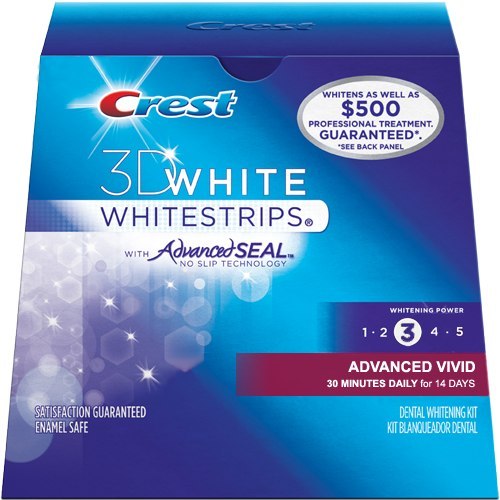 Crest
WHITENS AS WELL AS
$500
PROFESSIONAL TREATMENT.
GUARANTEED*.
*SEE BACK PANEL
3DWHITE
WHITESTRIPS®
WITH AdvancedSEAL™
NO SLIP TECHNOLOGY
WHITENING POWER
1 · 2 3 4 · 5
ADVANCED VIVID
30 MINUTES DAILY for 14 DAYS
SATISFACTION GUARANTEED
ENAMEL SAFE
DENTAL WHITENING KIT
KIT BLANQUEADOR DENTAL